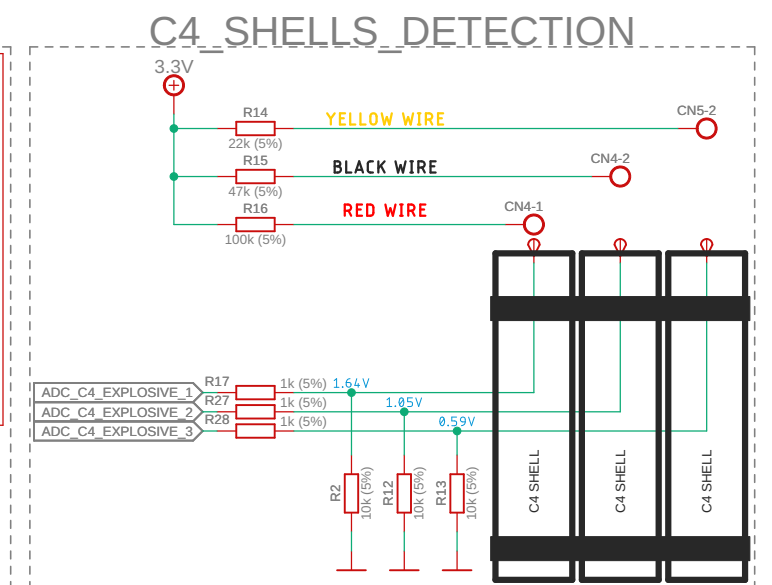 C4_SHELLS_DETECTION
3.3V
R14
YELLOW WIRE
CN5-2
22k (5%)
R15
BLACK WIRE
CN4-2
47k (5%)
R16
RED WIRE
CN4-1
100k (5%)
ADC_C4_EXPLOSIVE_1
R17
1k (5%)
1.64V
ADC_C4_EXPLOSIVE_2
R27
1k (5%)
1.05V
ADC_C4_EXPLOSIVE_3
R28
1k (5%)
0.59V
R2
10k (5%)
R12
10k (5%)
R13
10k (5%)
C4 SHELL
C4 SHELL
C4 SHELL